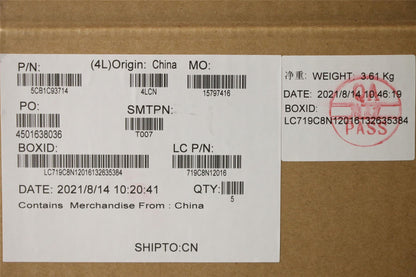 P/N:
(4L)Origin: China
MO:
5CB1C93714
4LCN
15797416
PO:
SMTPN:
4501638036
T007
BOXID:
LC P/N:
LC719C8N12016132635384
719C8N12016
DATE: 2021/8/14 10:20:41
QTY:
5
Contains Merchandise From : China
SHIPTO:CN
净重: WEIGHT: 3.61 Kg
DATE: 2021/8/14 10:46:19
BOXID:
LC719C8N12016132635384
QA
PASS